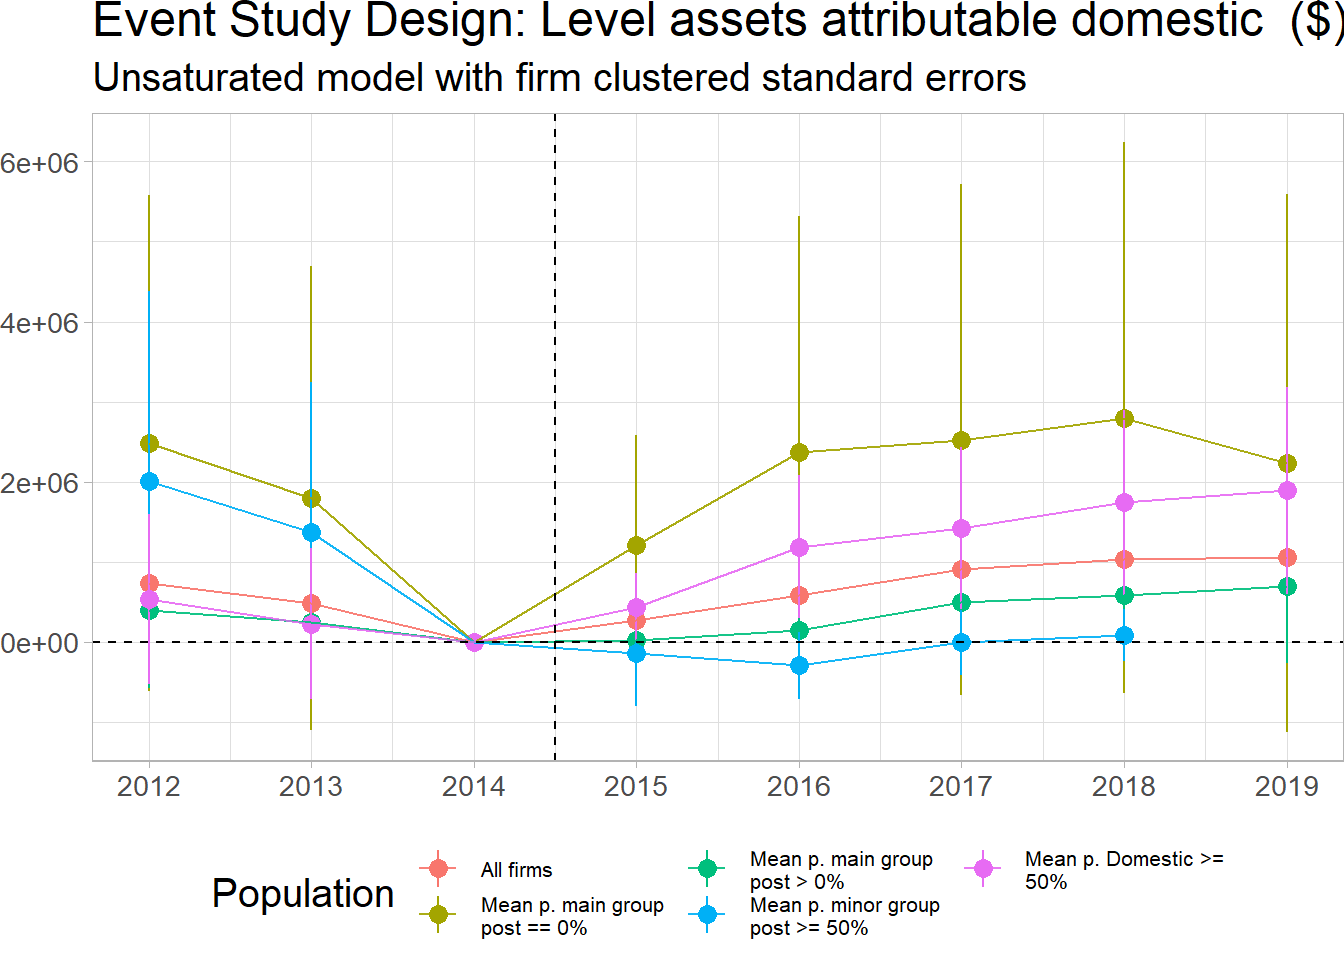 Event Study Design: Level assets attributable domestic  ($)
Unsaturated model with firm clustered standard errors
6e+06
4e+06
2e+06
0e+00
2012 2013 2014 2015 2016 2017 2018 2019
Population
All firms
Mean p. main group
post == 0%
Mean p. main group
post > 0%
Mean p. minor group
post >= 50%
Mean p. Domestic >=
50%